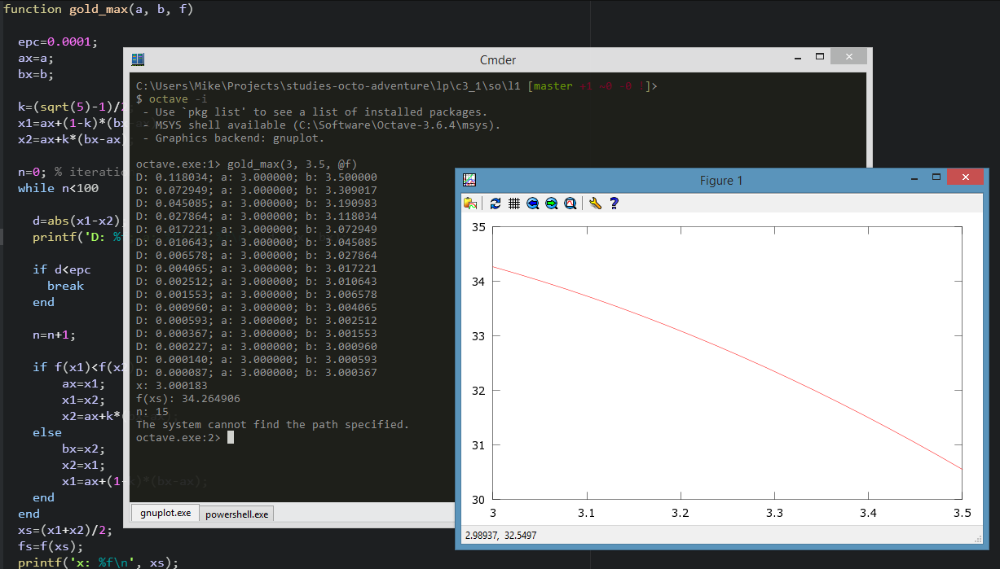 function gold_max(a, b, f)
epc=0.0001;
ax=a;
bx=b;
k=(sqrt(5)-1)/2
x1=ax+(1-k)*(bx-ax)
x2=ax+k*(bx-ax)
n=0; % iteratio
while n<100
d=abs(x1-x2);
printf('D: %
if d<epc
break
end
n=n+1;
if f(x1)<f(x2
ax=x1;
x1=x2;
x2=ax+k*(bx-ax);
else
bx=x2;
x2=x1;
x1=ax+(1-k)*(bx-ax);
end
end
xs=(x1+x2)/2;
fs=f(xs);
printf('x: %f\n', xs);
Cmder
C:\Users\Mike\Projects\studies-octo-adventure\lp\c3_1\so\l1 [master +1 ~0 -0 !]>
$ octave -i
- Use `pkg list' to see a list of installed packages.
- MSYS shell available (C:\Software\Octave-3.6.4\msys).
- Graphics backend: gnuplot.
octave.exe:1> gold_max(3, 3.5, @f)
D: 0.118034; a: 3.000000; b: 3.500000
D: 0.072949; a: 3.000000; b: 3.309017
D: 0.045085; a: 3.000000; b: 3.190983
D: 0.027864; a: 3.000000; b: 3.118034
D: 0.017221; a: 3.000000; b: 3.072949
D: 0.010643; a: 3.000000; b: 3.045085
D: 0.006578; a: 3.000000; b: 3.027864
D: 0.004065; a: 3.000000; b: 3.017221
D: 0.002512; a: 3.000000; b: 3.010643
D: 0.001553; a: 3.000000; b: 3.006578
D: 0.000960; a: 3.000000; b: 3.004065
D: 0.000593; a: 3.000000; b: 3.002512
D: 0.000367; a: 3.000000; b: 3.001553
D: 0.000227; a: 3.000000; b: 3.000960
D: 0.000140; a: 3.000000; b: 3.000593
D: 0.000087; a: 3.000000; b: 3.000367
x: 3.000183
f(xs): 34.264906
n: 15
The system cannot find the path specified.
octave.exe:2>
gnuplot.exe powershell.exe
Figure 1
35
34
33
32
31
30
3 3.1 3.2 3.3 3.4 3.5
2.98937, 32.5497